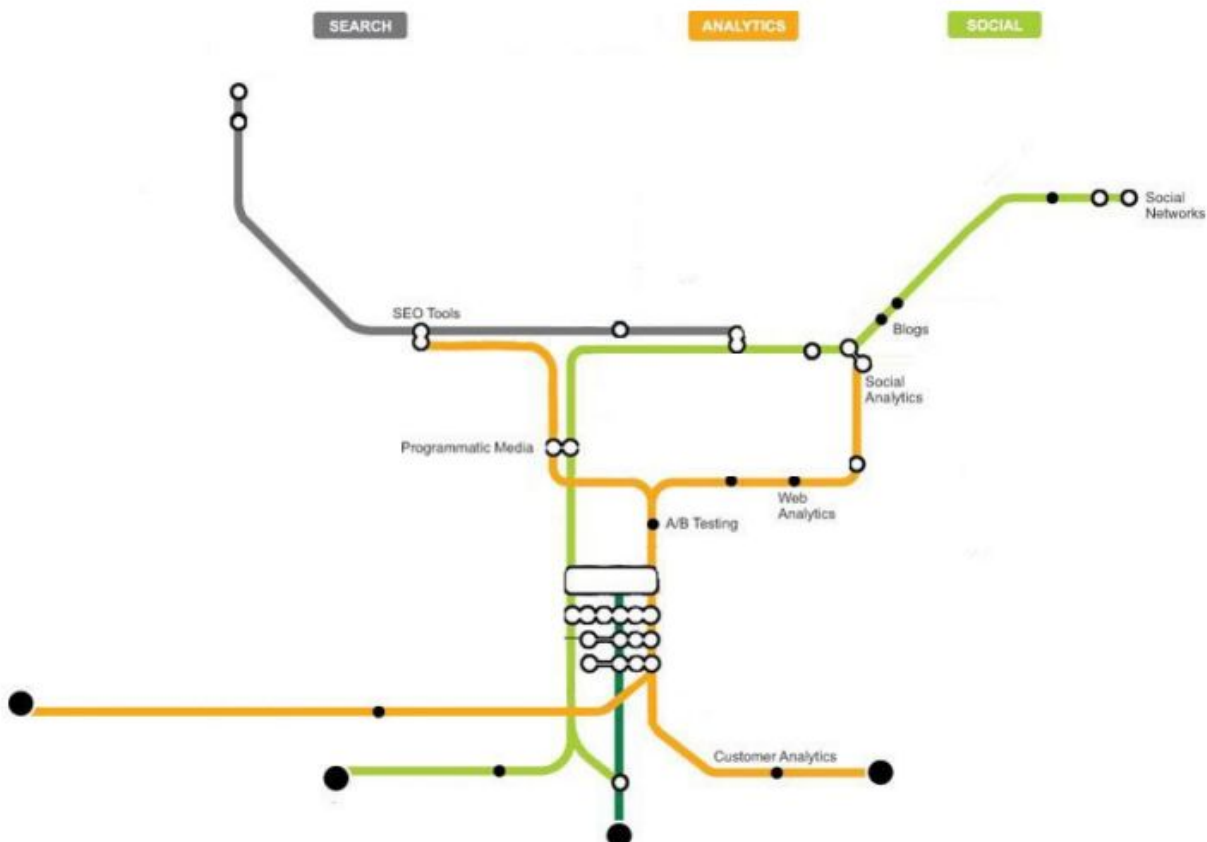 SEARCH
ANALYTICS
SOCIAL
Social
Networks
SEO Tools
Blogs
Social
Analytics
Programmatic Media
Web
Analytics
A/B Testing
Customer Analytics